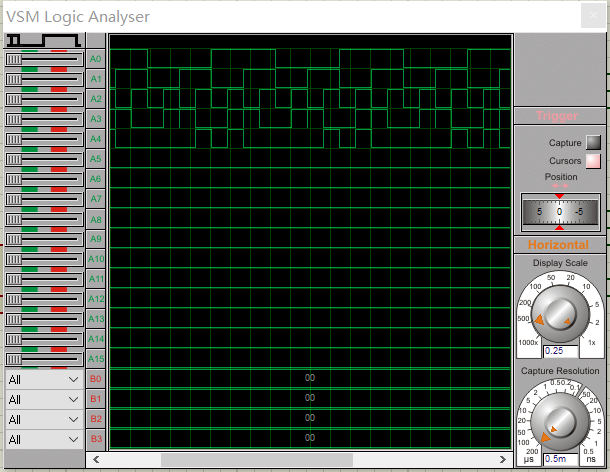 VSM Logic Analyser
A0
A1
A2
A3
A4
A5
A6
A7
A8
A9
A10
A11
A12
A13
A14
A15
All B0 00
All B1 00
All B2 00
All B3 00
Trigger
Capture
Cursors
Position
5 0 -5
Horizontal
Display Scale
50 20
100 10
200 5
500 2
1000x 1x
0.25
Capture Resolution
1 0.5 0.2
2 0.1
5 50
10 20
20 10
50 5
100 1
200 0.5
µs ns
0.5m